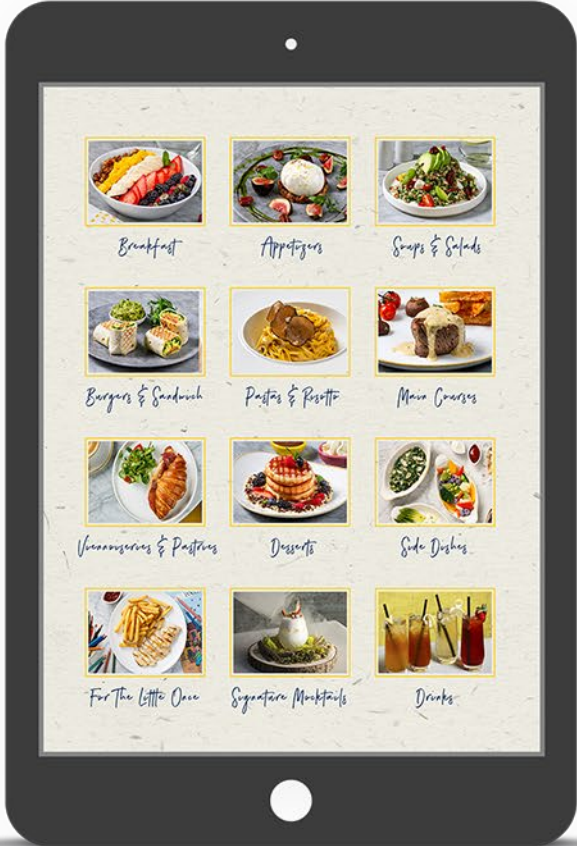 Breakfast
Appetizers
Soups & Salads
Burgers & Sandwich
Pastas & Risotto
Main Courses
Viennoiseries & Pastries
Desserts
Side Dishes
For The Little Once
Signature Mocktails
Drinks